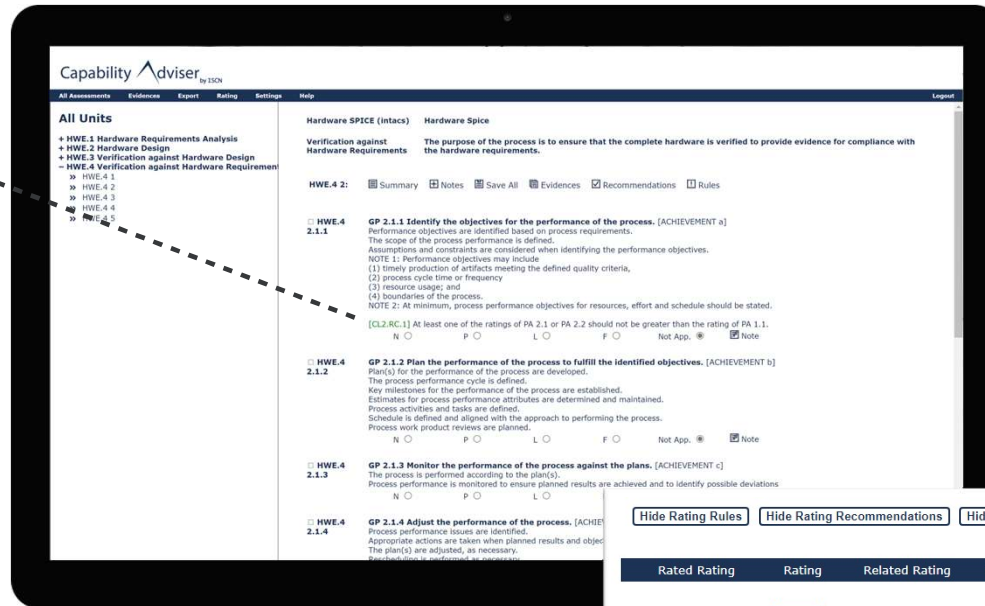 Capability Adviser by ISCN
All Assessments Evidences Export Rating Settings Help Logout
All Units
+ HWE.1 Hardware Requirements Analysis
+ HWE.2 Hardware Design
+ HWE.3 Verification against Hardware Design
– HWE.4 Verification against Hardware Requirement
» HWE.4 1
» HWE.4 2
» HWE.4 3
» HWE.4 4
» HWE.4 5
Hardware SPICE (intacs) Hardware Spice
Verification against Hardware Requirements
The purpose of the process is to ensure that the complete hardware is verified to provide evidence for compliance with
the hardware requirements.
HWE.4 2: Summary Notes Save All Evidences Recommendations Rules
HWE.4 2.1.1
GP 2.1.1 Identify the objectives for the performance of the process. [ACHIEVEMENT a]
Performance objectives are identified based on process requirements.
The scope of the process performance is defined.
Assumptions and constraints are considered when identifying the performance objectives.
NOTE 1: Performance objectives may include
(1) timely production of artifacts meeting the defined quality criteria,
(2) process cycle time or frequency
(3) resource usage; and
(4) boundaries of the process.
NOTE 2: At minimum, process performance objectives for resources, effort and schedule should be stated.
[CL2.RC.1] At least one of the ratings of PA 2.1 or PA 2.2 should not be greater than the rating of PA 1.1.
N P L F Not App. Note
HWE.4 2.1.2
GP 2.1.2 Plan the performance of the process to fulfill the identified objectives. [ACHIEVEMENT b]
Plan(s) for the performance of the process are developed.
The process performance cycle is defined.
Key milestones for the performance of the process are established.
Estimates for process performance attributes are determined and maintained.
Process activities and tasks are defined.
Schedule is defined and aligned with the approach to performing the process.
Process work product reviews are planned.
N P L F Not App. Note
HWE.4 2.1.3
GP 2.1.3 Monitor the performance of the process against the plans. [ACHIEVEMENT c]
The process is performed according to the plan(s).
Process performance is monitored to ensure planned results are achieved and to identify possible deviations
N P L
HWE.4 2.1.4
GP 2.1.4 Adjust the performance of the process. [ACHIE
Process performance issues are identified.
Appropriate actions are taken when planned results and objec
The plan(s) are adjusted, as necessary.
Rescheduling is performed as necessary
Hide Rating Rules Hide Rating Recommendations Hid
Rated Rating Rating Related Rating